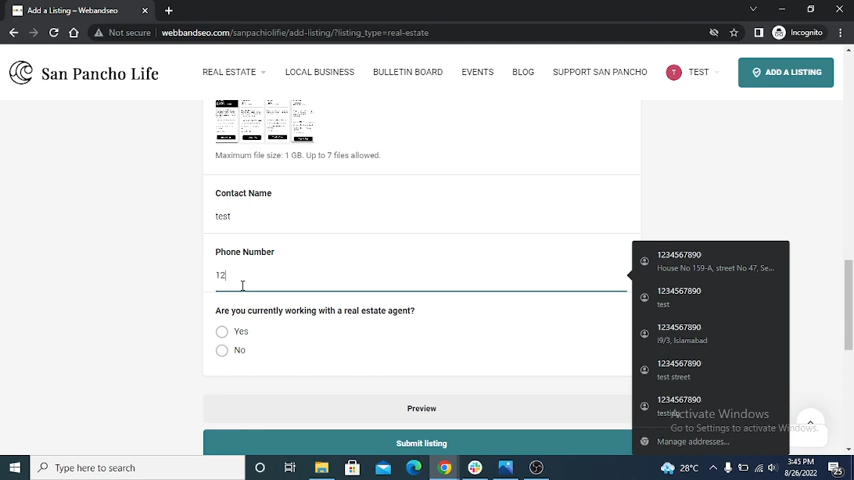 Add a Listing – Webandseo
Not secure | webbandseo.com/sanpachiolifie/add-listing/?listing_type=real-estate
Incognito
San Pancho Life
REAL ESTATE
LOCAL BUSINESS
BULLETIN BOARD
EVENTS
BLOG
SUPPORT SAN PANCHO
T TEST
ADD A LISTING
Maximum file size: 1 GB. Up to 7 files allowed.
Contact Name
test
Phone Number
12
Are you currently working with a real estate agent?
Yes
No
Preview
Submit listing
1234567890
House No 159-A, street No 47, Se...
1234567890
test
1234567890
I9/3, Islamabad
1234567890
test street
1234567890
testing
Manage addresses...
Activate Windows
Go to Settings to activate Windows.
Type here to search
28°C
3:45 PM
8/26/2022
25